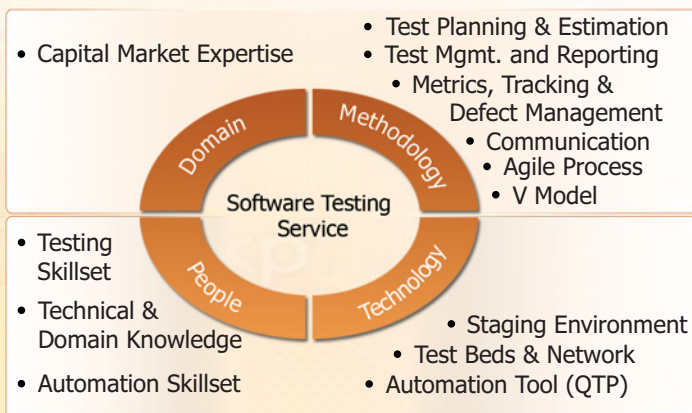 • Capital Market Expertise
• Test Planning & Estimation
• Test Mgmt. and Reporting
• Metrics, Tracking &
Defect Management
• Communication
• Agile Process
• V Model
Domain
Methodology
Software Testing
Service
People
Technology
• Testing
Skillset
• Technical &
Domain Knowledge
• Automation Skillset
• Staging Environment
• Test Beds & Network
• Automation Tool (QTP)